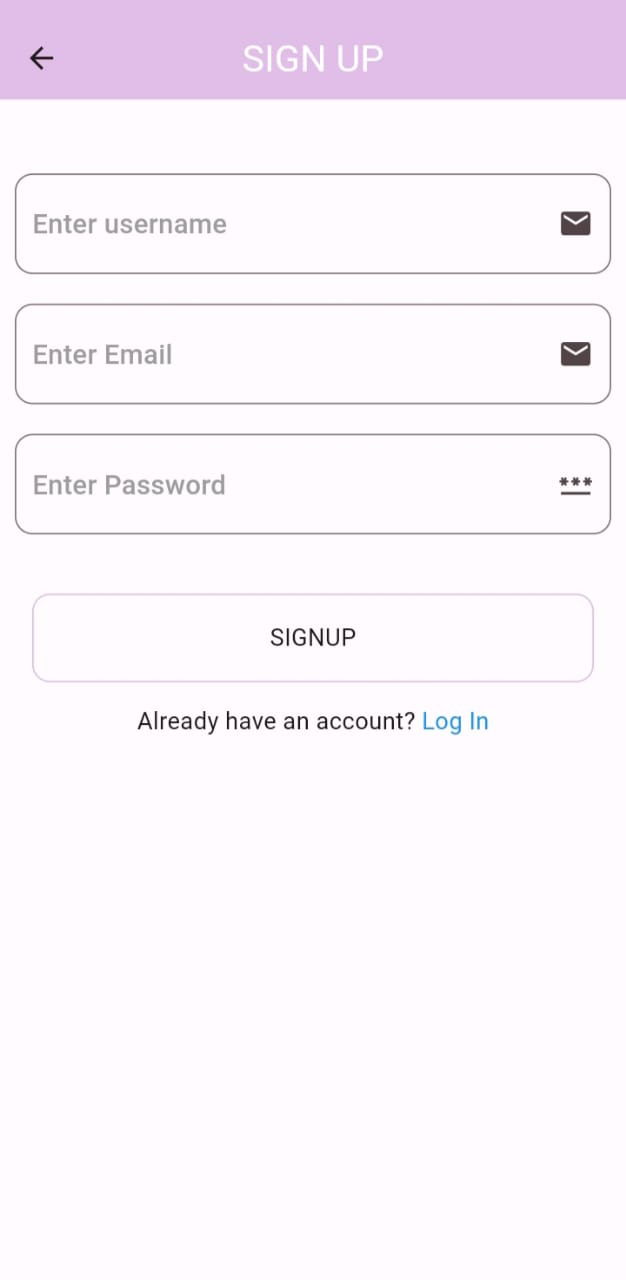 SIGN UP
Enter username
Enter Email
Enter Password
SIGNUP
Already have an account? Log In